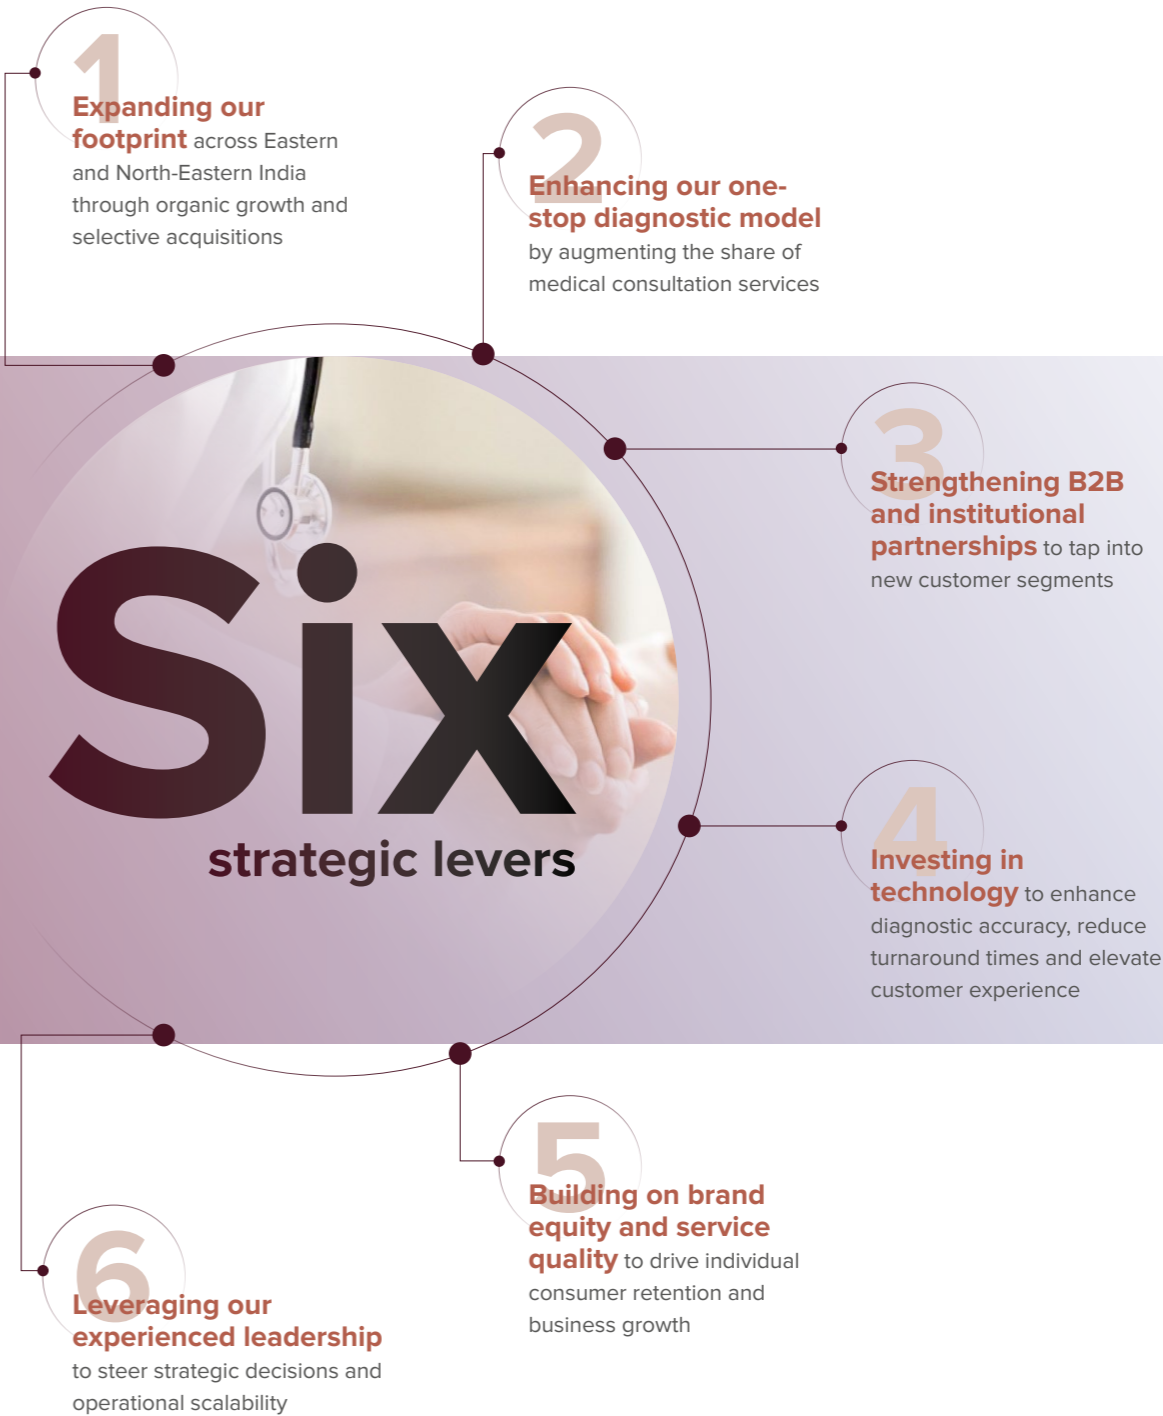 1
Expanding our
footprint across Eastern
and North-Eastern India
through organic growth and
selective acquisitions
2
Enhancing our one-
stop diagnostic model
by augmenting the share of
medical consultation services
3
Strengthening B2B
and institutional
partnerships to tap into
new customer segments
Six
strategic levers
4
Investing in
technology to enhance
diagnostic accuracy, reduce
turnaround times and elevate
customer experience
5
Building on brand
equity and service
quality to drive individual
consumer retention and
business growth
6
Leveraging our
experienced leadership
to steer strategic decisions and
operational scalability